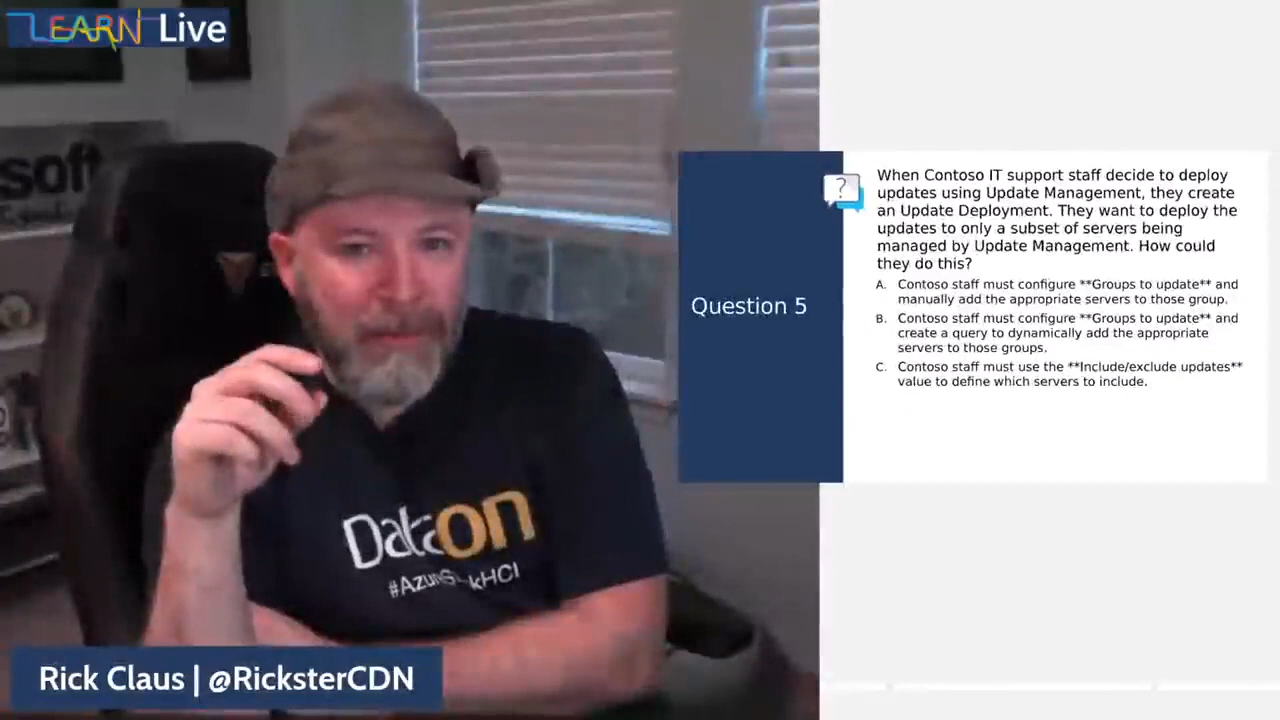 LEARN Live
soft
Question 5
?
When Contoso IT support staff decide to deploy
updates using Update Management, they create
an Update Deployment. They want to deploy the
updates to only a subset of servers being
managed by Update Management. How could
they do this?
A. Contoso staff must configure **Groups to update** and
manually add the appropriate servers to those group.
B. Contoso staff must configure **Groups to update** and
create a query to dynamically add the appropriate
servers to those groups.
C. Contoso staff must use the **Include/exclude updates**
value to define which servers to include.
Dataon
Rick Claus | @RicksterCDN